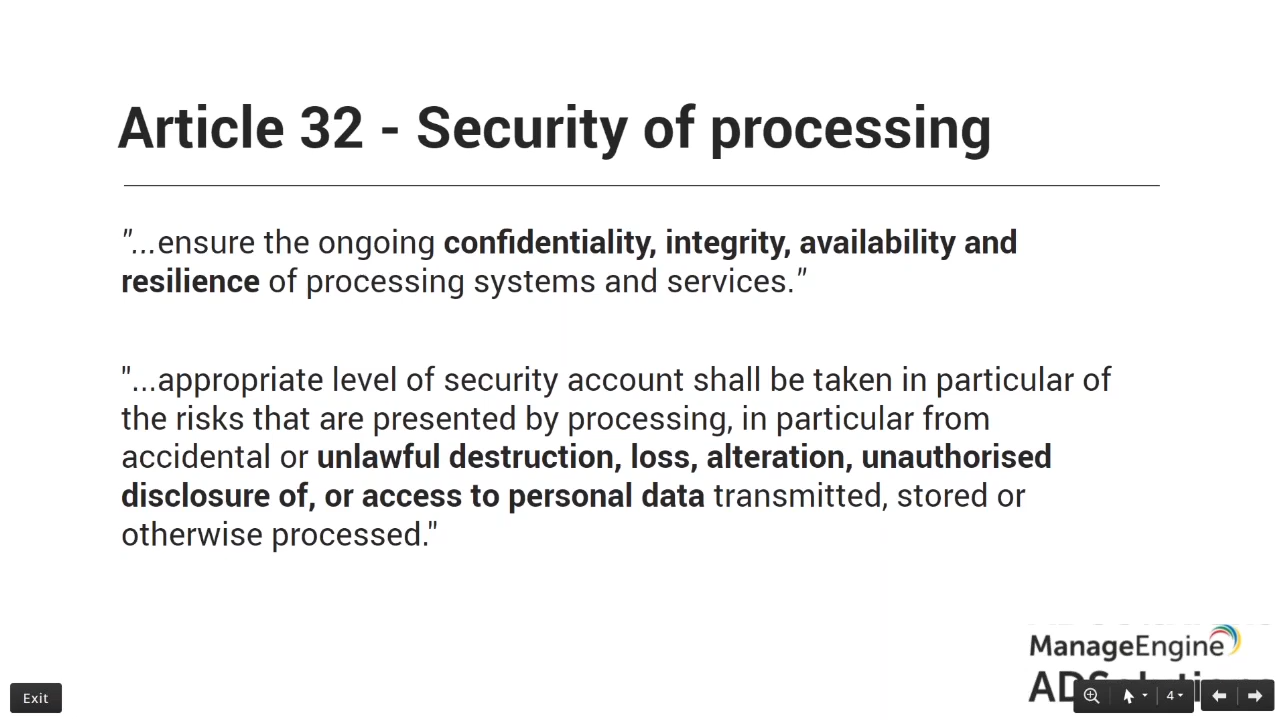 Article 32 - Security of processing
"...ensure the ongoing confidentiality, integrity, availability and
resilience of processing systems and services."
"...appropriate level of security account shall be taken in particular of
the risks that are presented by processing, in particular from
accidental or unlawful destruction, loss, alteration, unauthorised
disclosure of, or access to personal data transmitted, stored or
otherwise processed."
ManageEngine
Exit
4